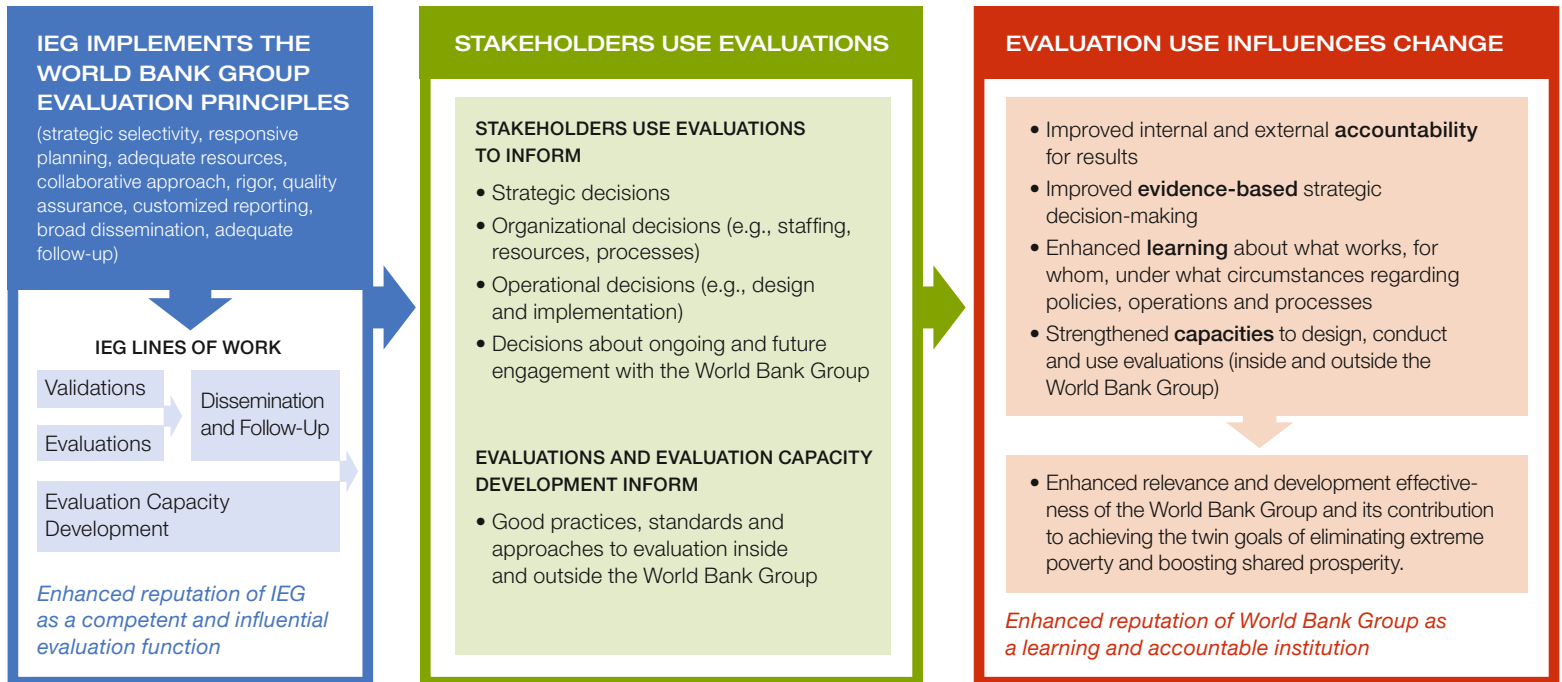 IEG IMPLEMENTS THE
WORLD BANK GROUP
EVALUATION PRINCIPLES
(strategic selectivity, responsive
planning, adequate resources,
collaborative approach, rigor, quality
assurance, customized reporting,
broad dissemination, adequate
follow-up)
IEG LINES OF WORK
Validations
Evaluations
Dissemination
and Follow-Up
Evaluation Capacity
Development
Enhanced reputation of IEG
as a competent and influential
evaluation function
STAKEHOLDERS USE EVALUATIONS
STAKEHOLDERS USE EVALUATIONS
TO INFORM
• Strategic decisions
• Organizational decisions (e.g., staffing,
resources, processes)
• Operational decisions (e.g., design
and implementation)
• Decisions about ongoing and future
engagement with the World Bank Group
EVALUATIONS AND EVALUATION CAPACITY
DEVELOPMENT INFORM
• Good practices, standards and
approaches to evaluation inside
and outside the World Bank Group
EVALUATION USE INFLUENCES CHANGE
• Improved internal and external accountability
for results
• Improved evidence-based strategic
decision-making
• Enhanced learning about what works, for
whom, under what circumstances regarding
policies, operations and processes
• Strengthened capacities to design, conduct
and use evaluations (inside and outside the
World Bank Group)
• Enhanced relevance and development effective-
ness of the World Bank Group and its contribution
to achieving the twin goals of eliminating extreme
poverty and boosting shared prosperity.
Enhanced reputation of World Bank Group as
a learning and accountable institution